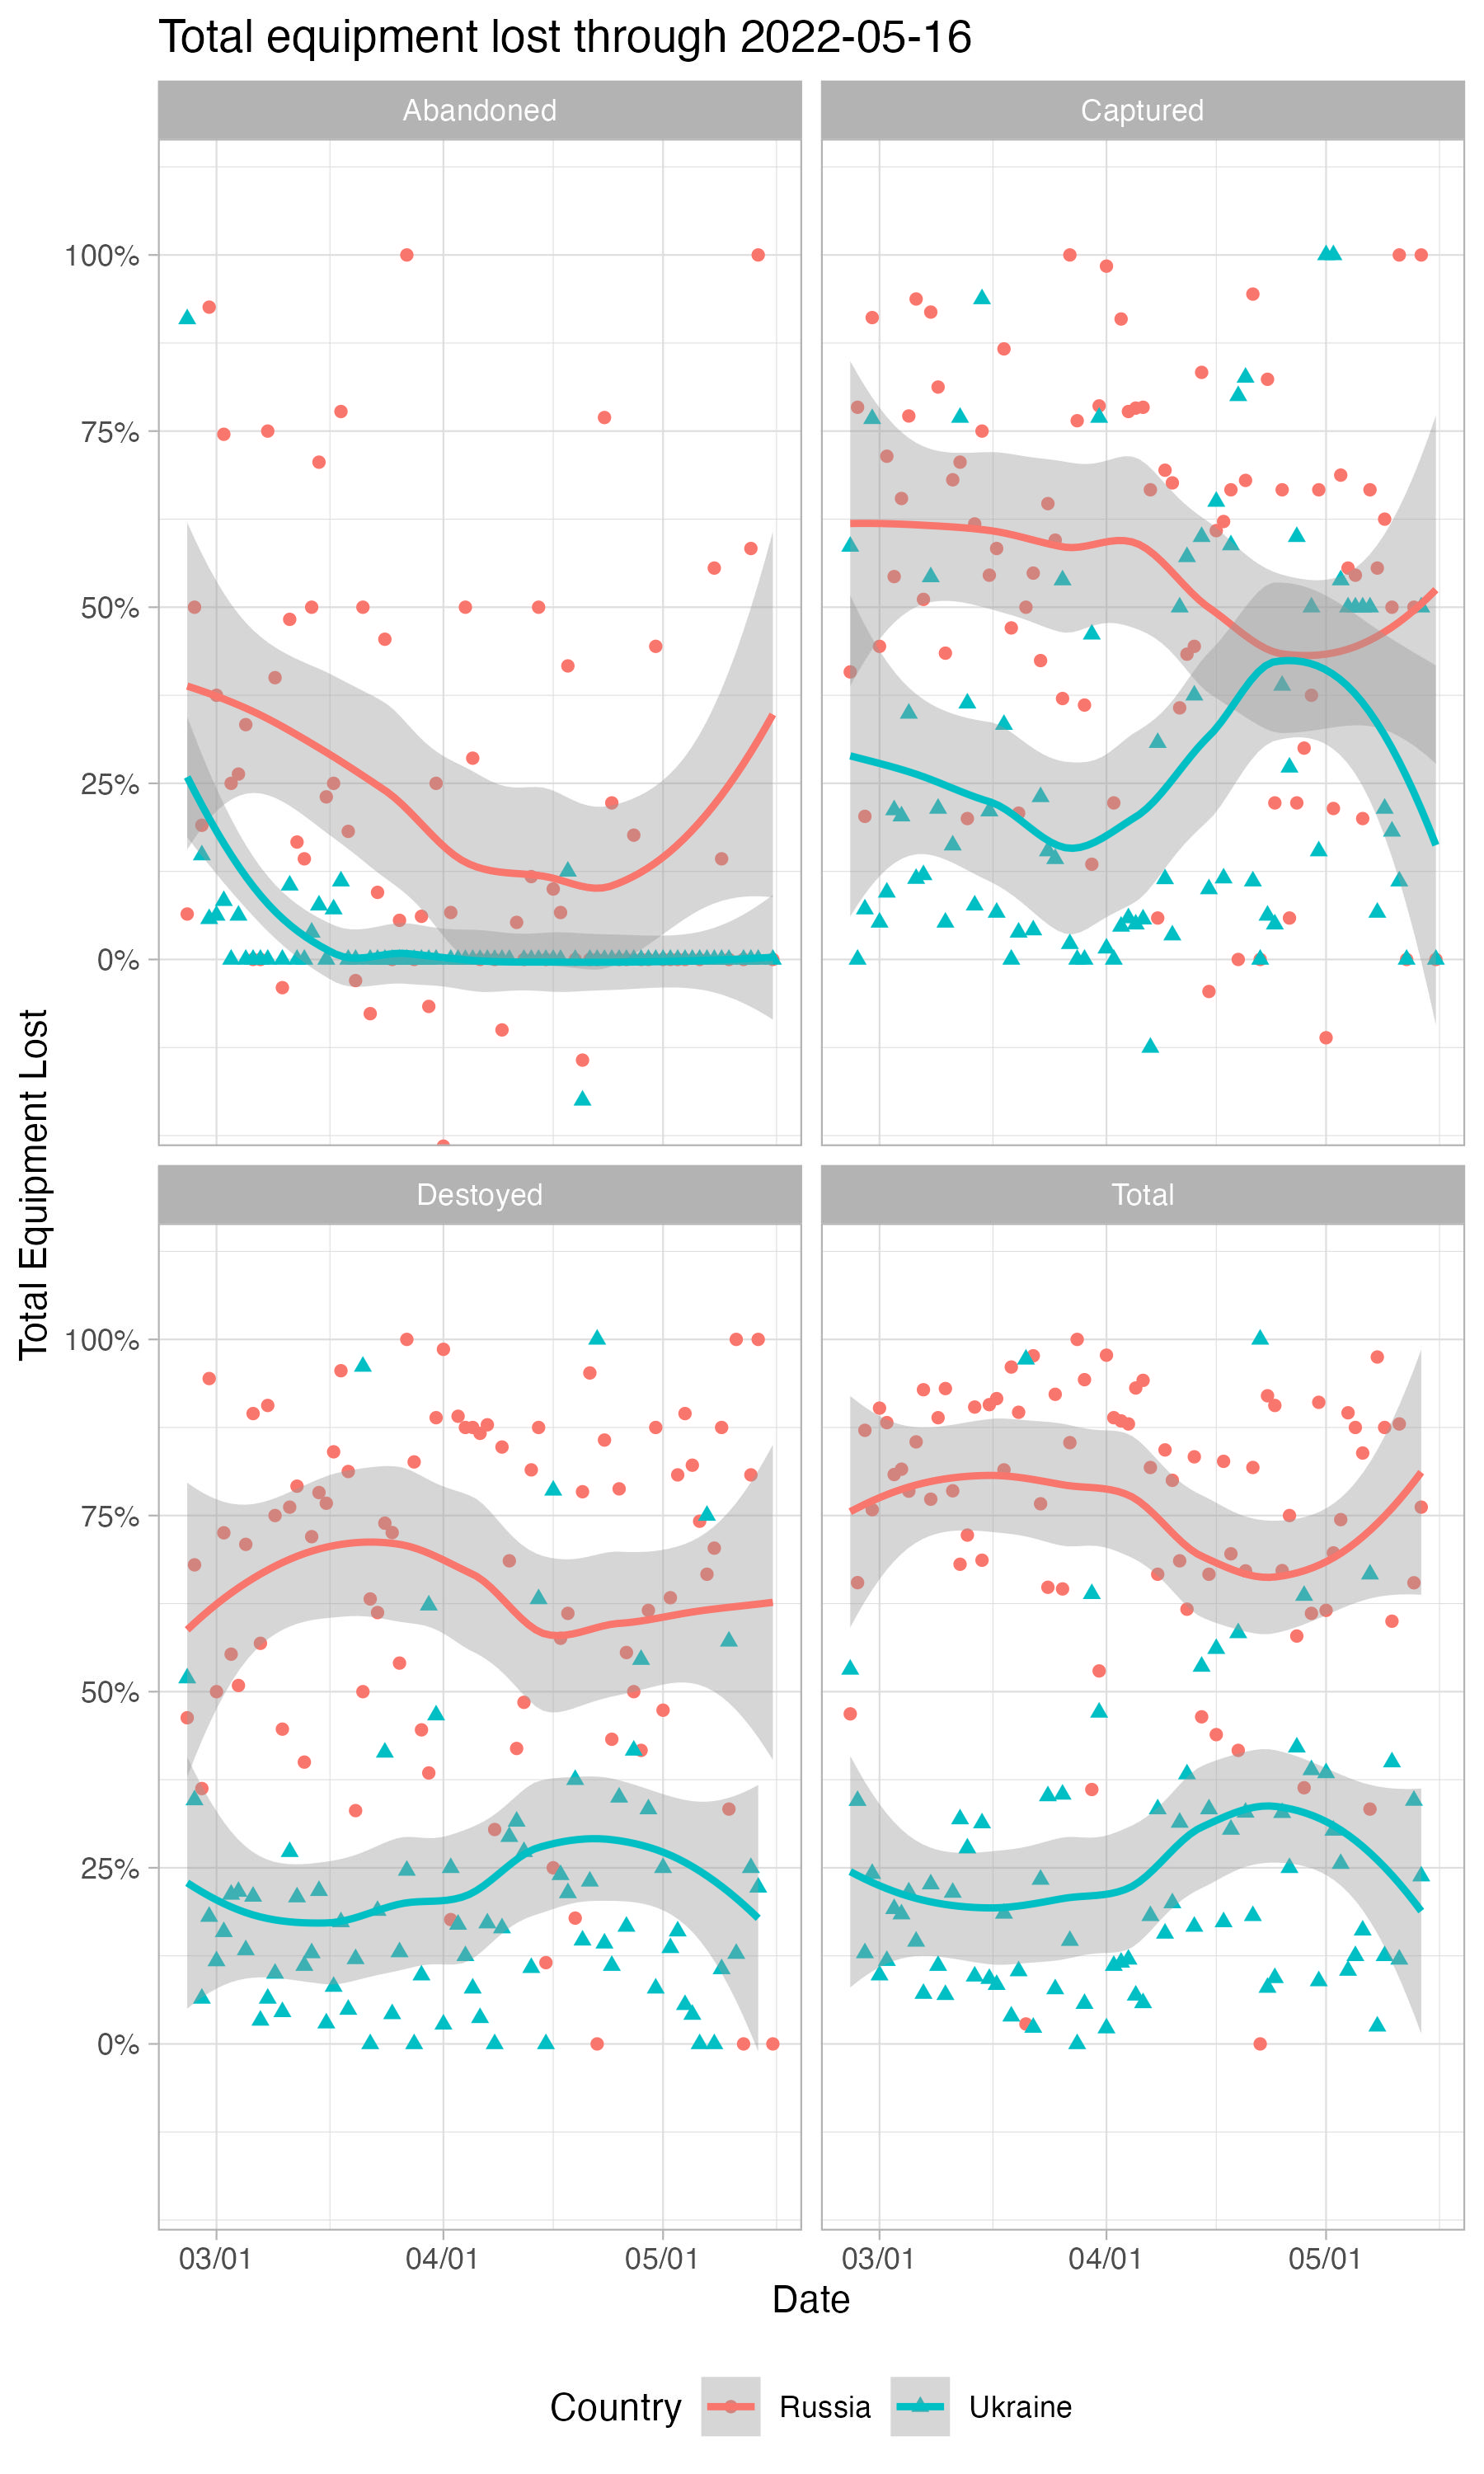 Total equipment lost through 2022-05-16
Abandoned
Captured
100%
75%
50%
25%
0%
Total Equipment Lost
Destoyed
Total
100%
75%
50%
25%
0%
03/01 04/01 05/01
03/01 04/01 05/01
Date
Country Russia Ukraine